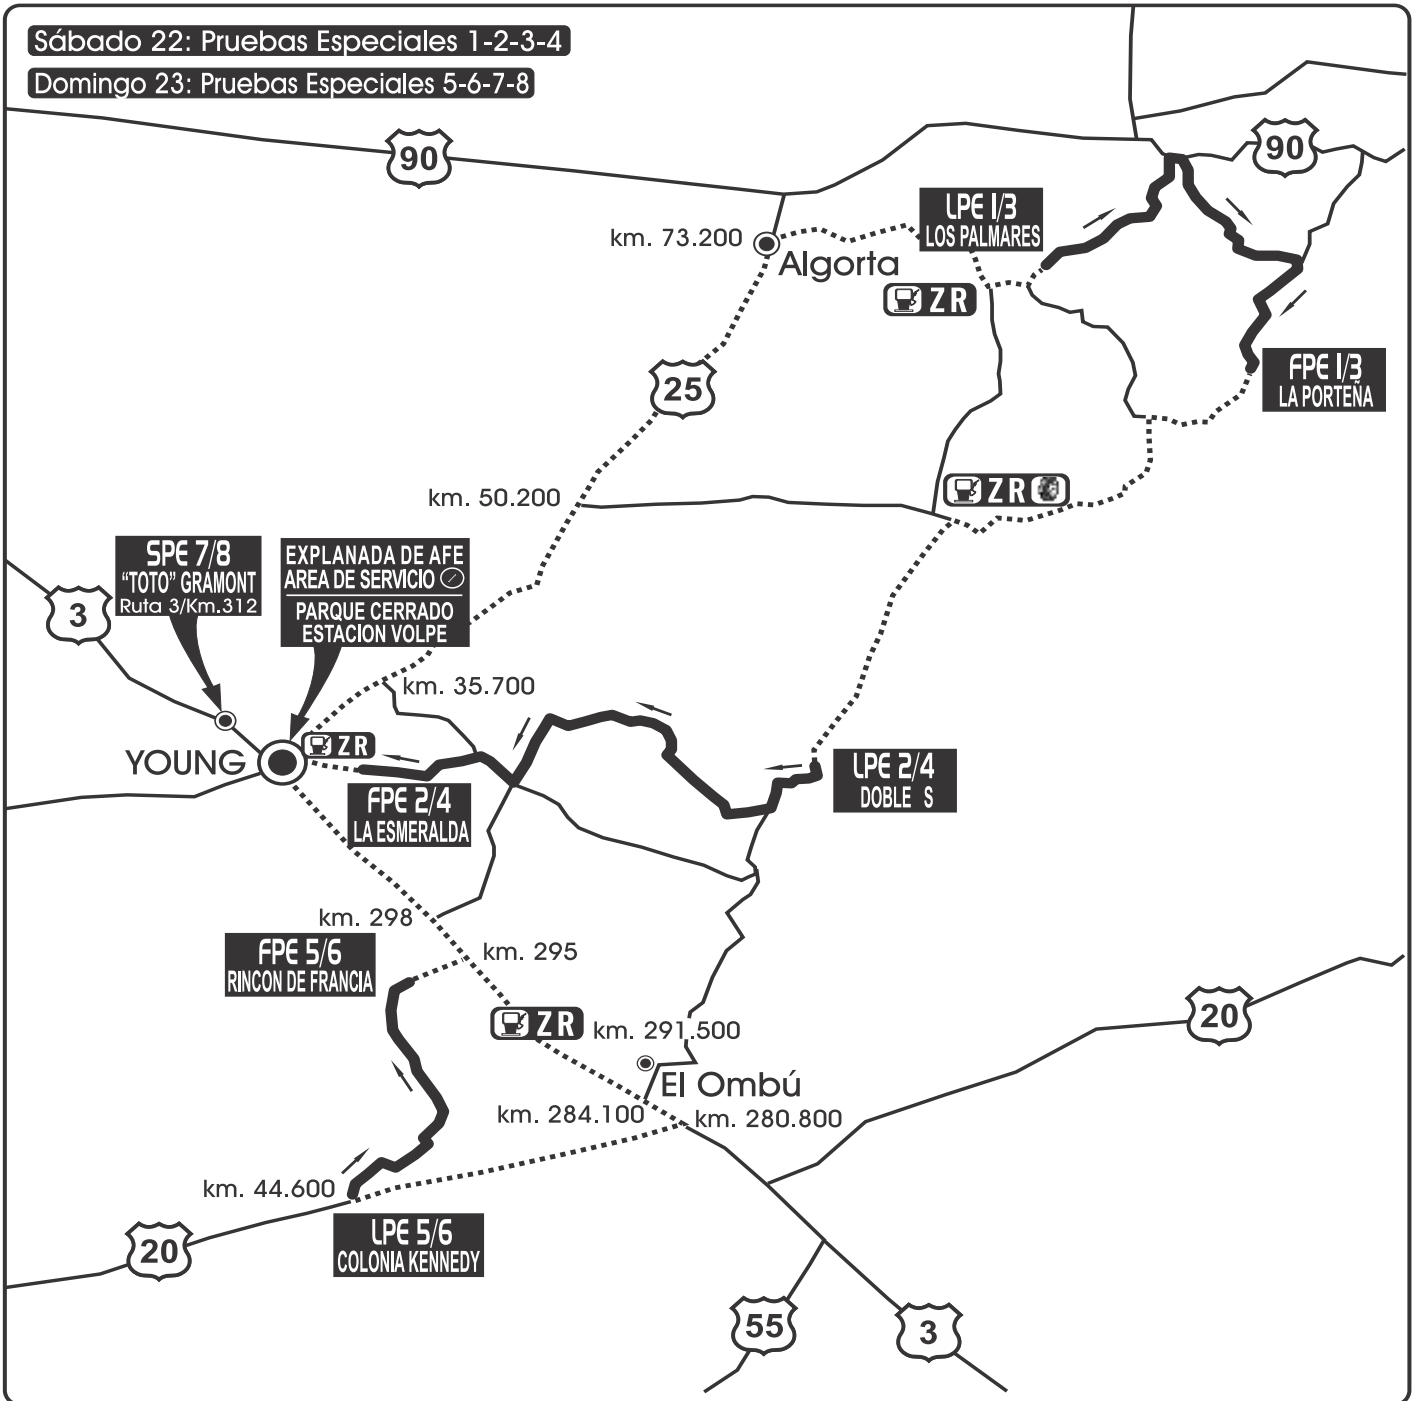 Sábado 22: Pruebas Especiales 1-2-3-4
Domingo 23: Pruebas Especiales 5-6-7-8
90
90
LPE 1/3
LOS PALMARES
km. 73.200
Algorta
ZR
25
FPE 1/3
LA PORTEÑA
km. 50.200
ZR
SPE 7/8
"TOTO" GRAMONT
Ruta 3/Km.312
EXPLANADA DE AFE
AREA DE SERVICIO
PARQUE CERRADO
ESTACION VOLPE
3
km. 35.700
YOUNG
ZR
FPE 2/4
LA ESMERALDA
LPE 2/4
DOBLE S
km. 298
FPE 5/6
RINCON DE FRANCIA
km. 295
ZR
km. 291.500
20
El Ombú
km. 284.100
km. 280.800
km. 44.600
LPE 5/6
COLONIA KENNEDY
20
55
3